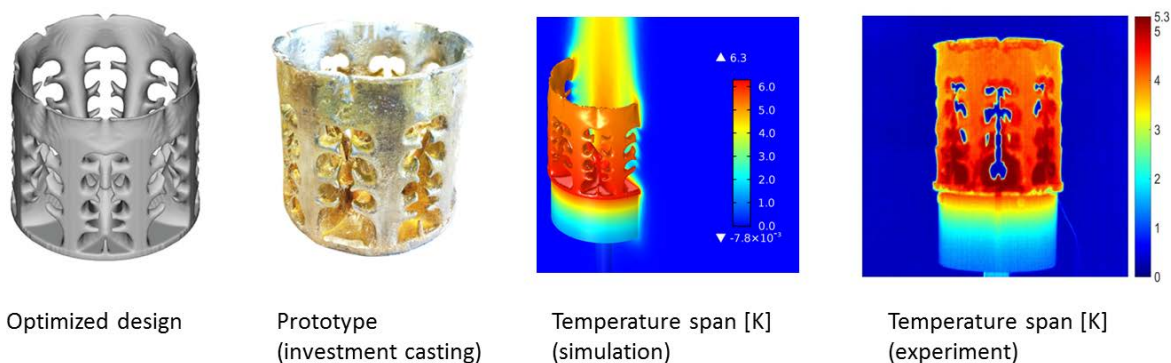 6.3
6.0
5.0
4.0
3.0
2.0
1.0
0.0
-7.8×10⁻³
5.3
5
4
3
2
1
0
Optimized design
Prototype
(investment casting)
Temperature span [K]
(simulation)
Temperature span [K]
(experiment)